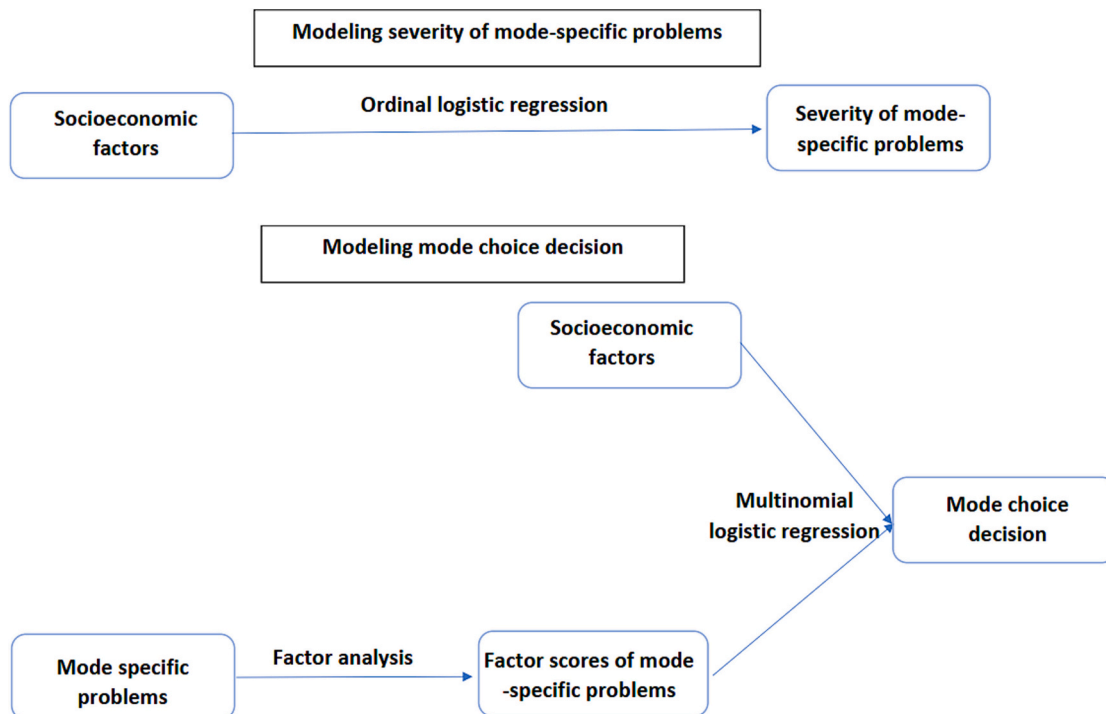 Modeling severity of mode-specific problems
Ordinal logistic regression
Socioeconomic
factors
Severity of mode-
specific problems
Modeling mode choice decision
Socioeconomic
factors
Multinomial
logistic regression
Mode choice
decision
Mode specific
problems
Factor analysis
Factor scores of mode
-specific problems